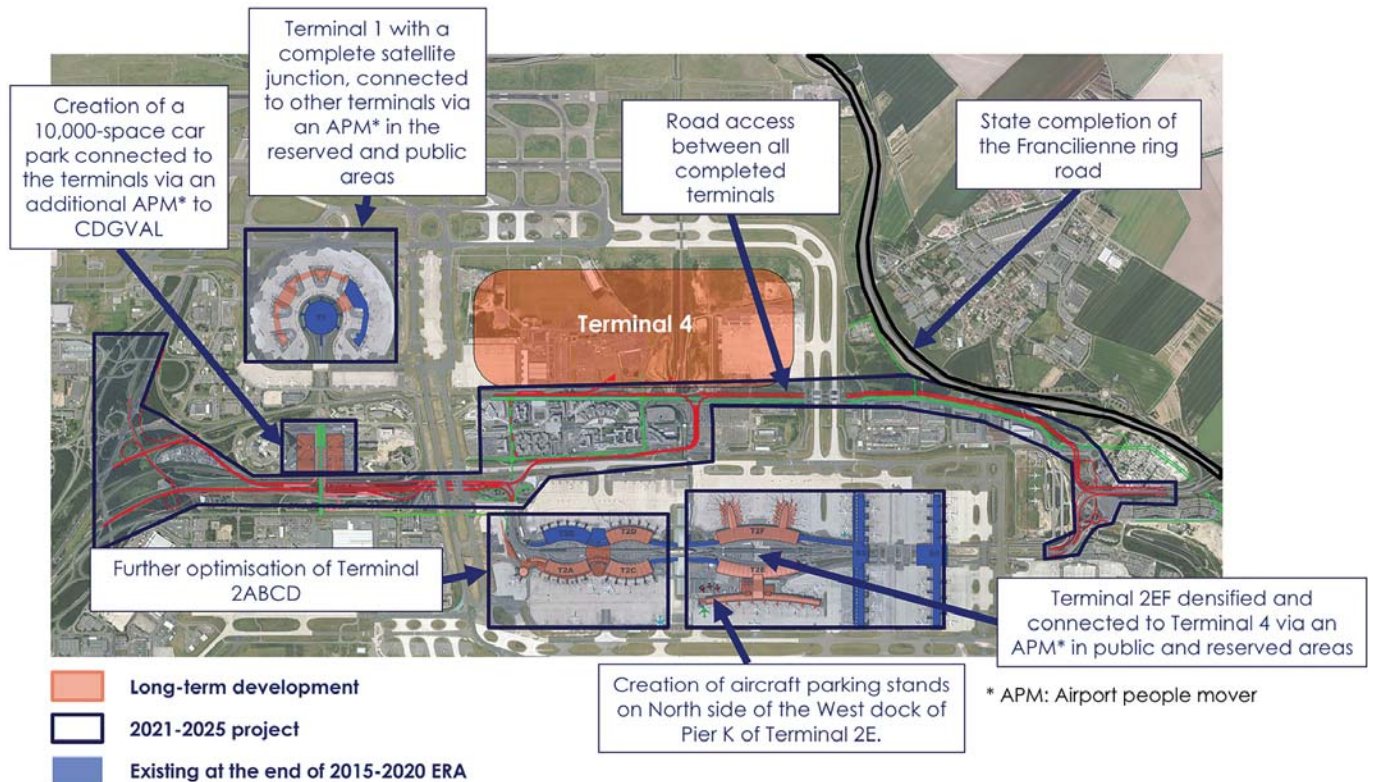 Terminal 1 with a
complete satellite
junction, connected
to other terminals via
an APM* in the
reserved and public
areas
Creation of a
10,000-space car
park connected to
the terminals via an
additional APM* to
CDGVAL
Road access
between all
completed
terminals
State completion of
the Francilienne ring
road
Terminal 4
T2D
T2F
T2A
T2C
T2E
Further optimisation of Terminal
2ABCD
Terminal 2EF densified and
connected to Terminal 4 via an
APM* in public and reserved areas
Creation of aircraft parking stands
on North side of the West dock of
Pier K of Terminal 2E.
* APM: Airport people mover
Long-term development
2021-2025 project
Existing at the end of 2015-2020 ERA